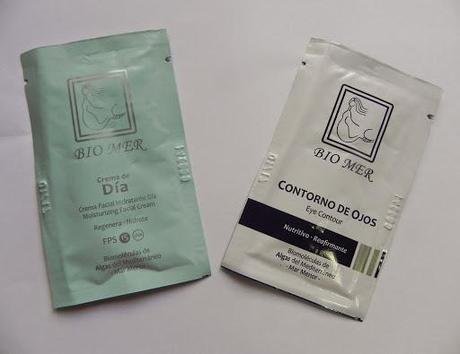 BIO MER
Crema de
Día
Crema Facial Hidratante Día
Moisturizing Facial Cream
Regenera · Hidrata
FPS 15
Biomoléculas de
Algas del Mediterráneo
- Mar Menor -
BIO MER
CONTORNO DE OJOS
Eye Contour
Nutritivo · Reafirmante
Biomoléculas de
Algas del Mediterráneo
- Mar Menor -